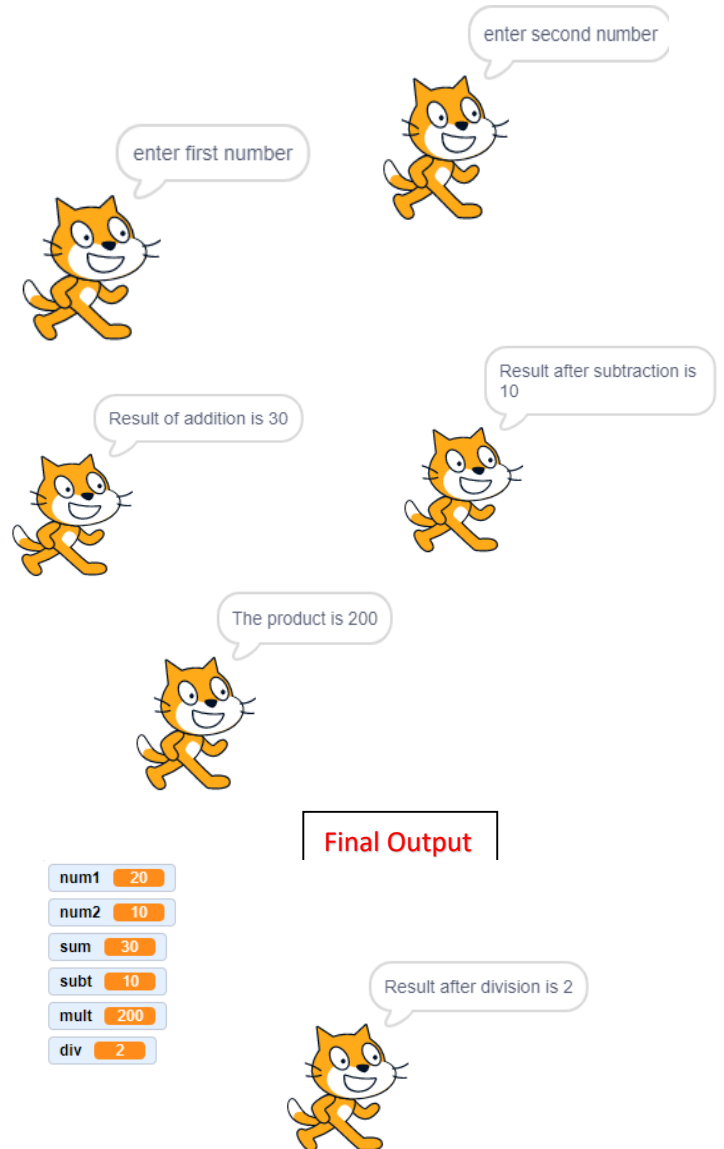 enter first number
enter second number
Result of addition is 30
Result after subtraction is
10
The product is 200
Final Output
num1 20
num2 10
sum 30
subt 10
mult 200
div 2
Result after division is 2